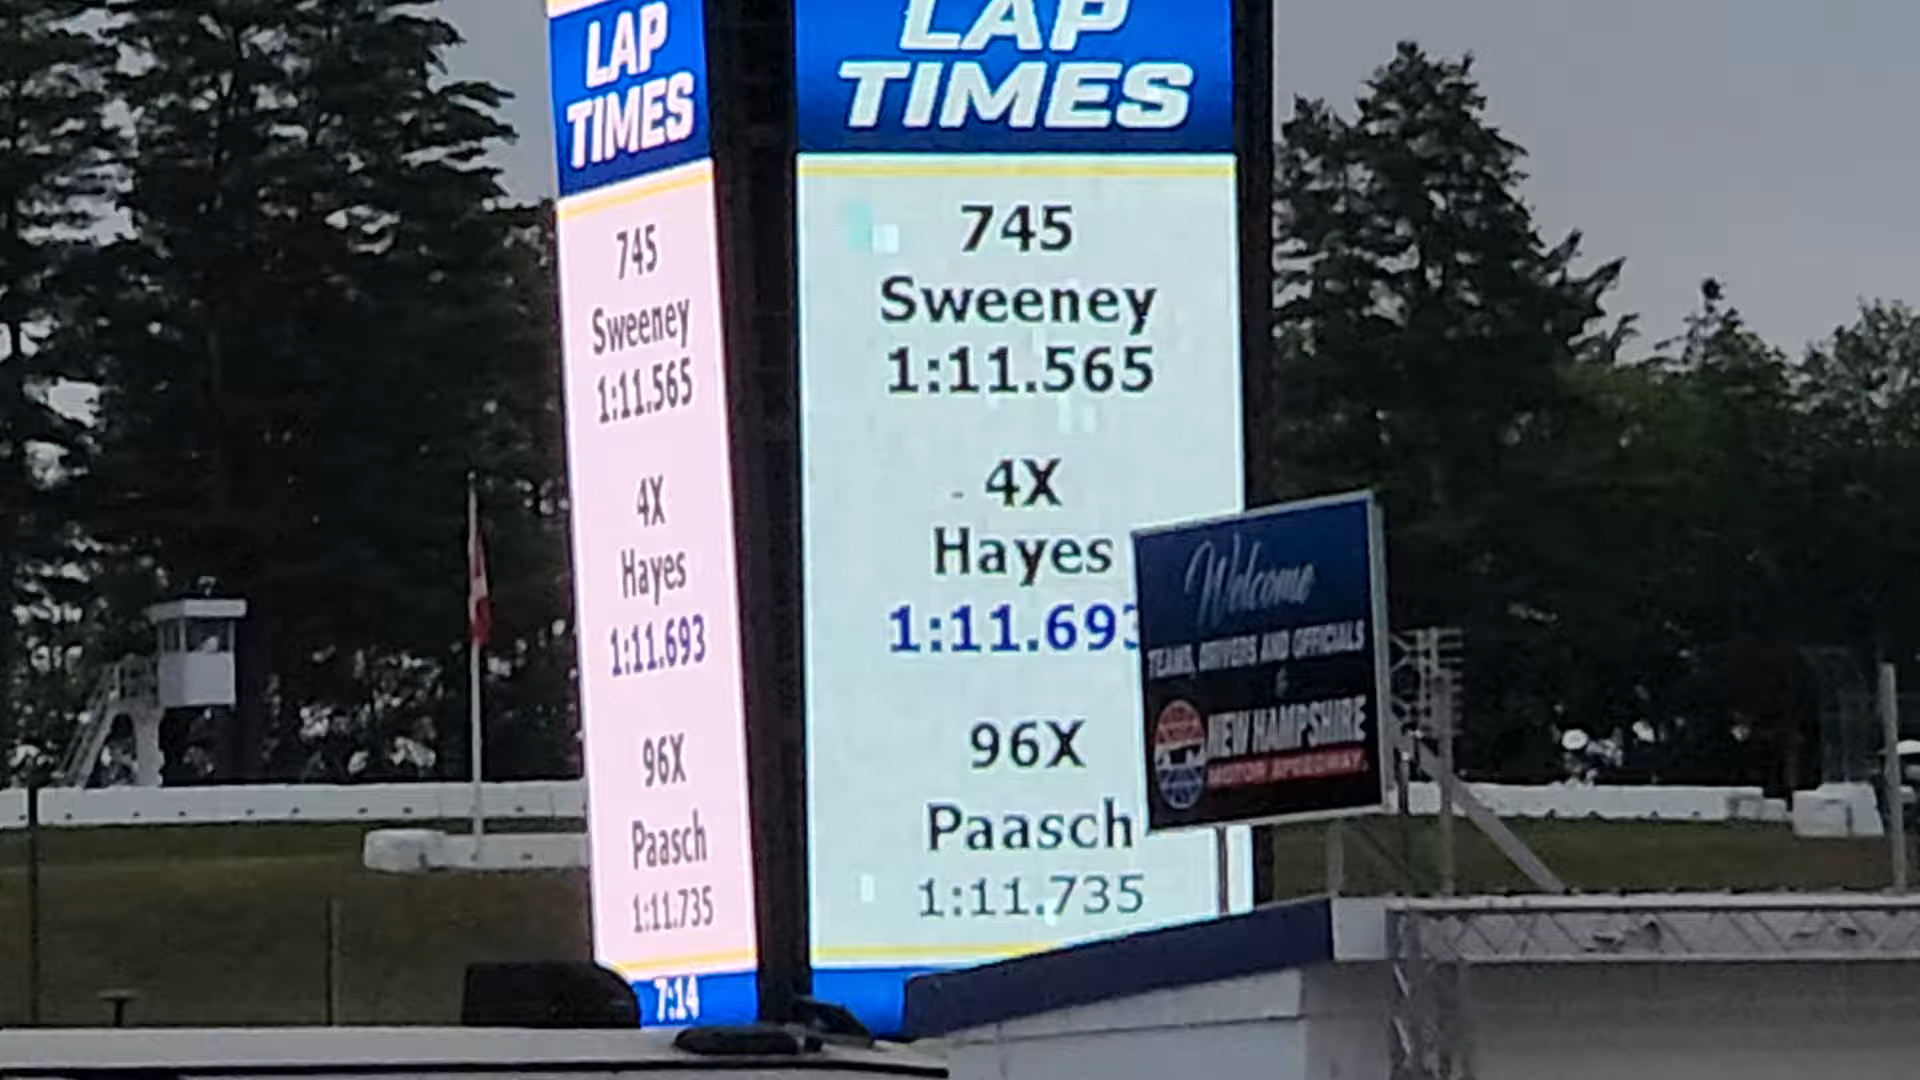 LAP
TIMES
745
Sweeney
1:11.565
4X
Hayes
1:11.693
96X
Paasch
1:11.735
7:14
LAP
TIMES
745
Sweeney
1:11.565
4X
Hayes
1:11.693
96X
Paasch
1:11.735
Welcome
TEAMS, DRIVERS AND OFFICIALS
NEW HAMPSHIRE
MOTOR SPEEDWAY.